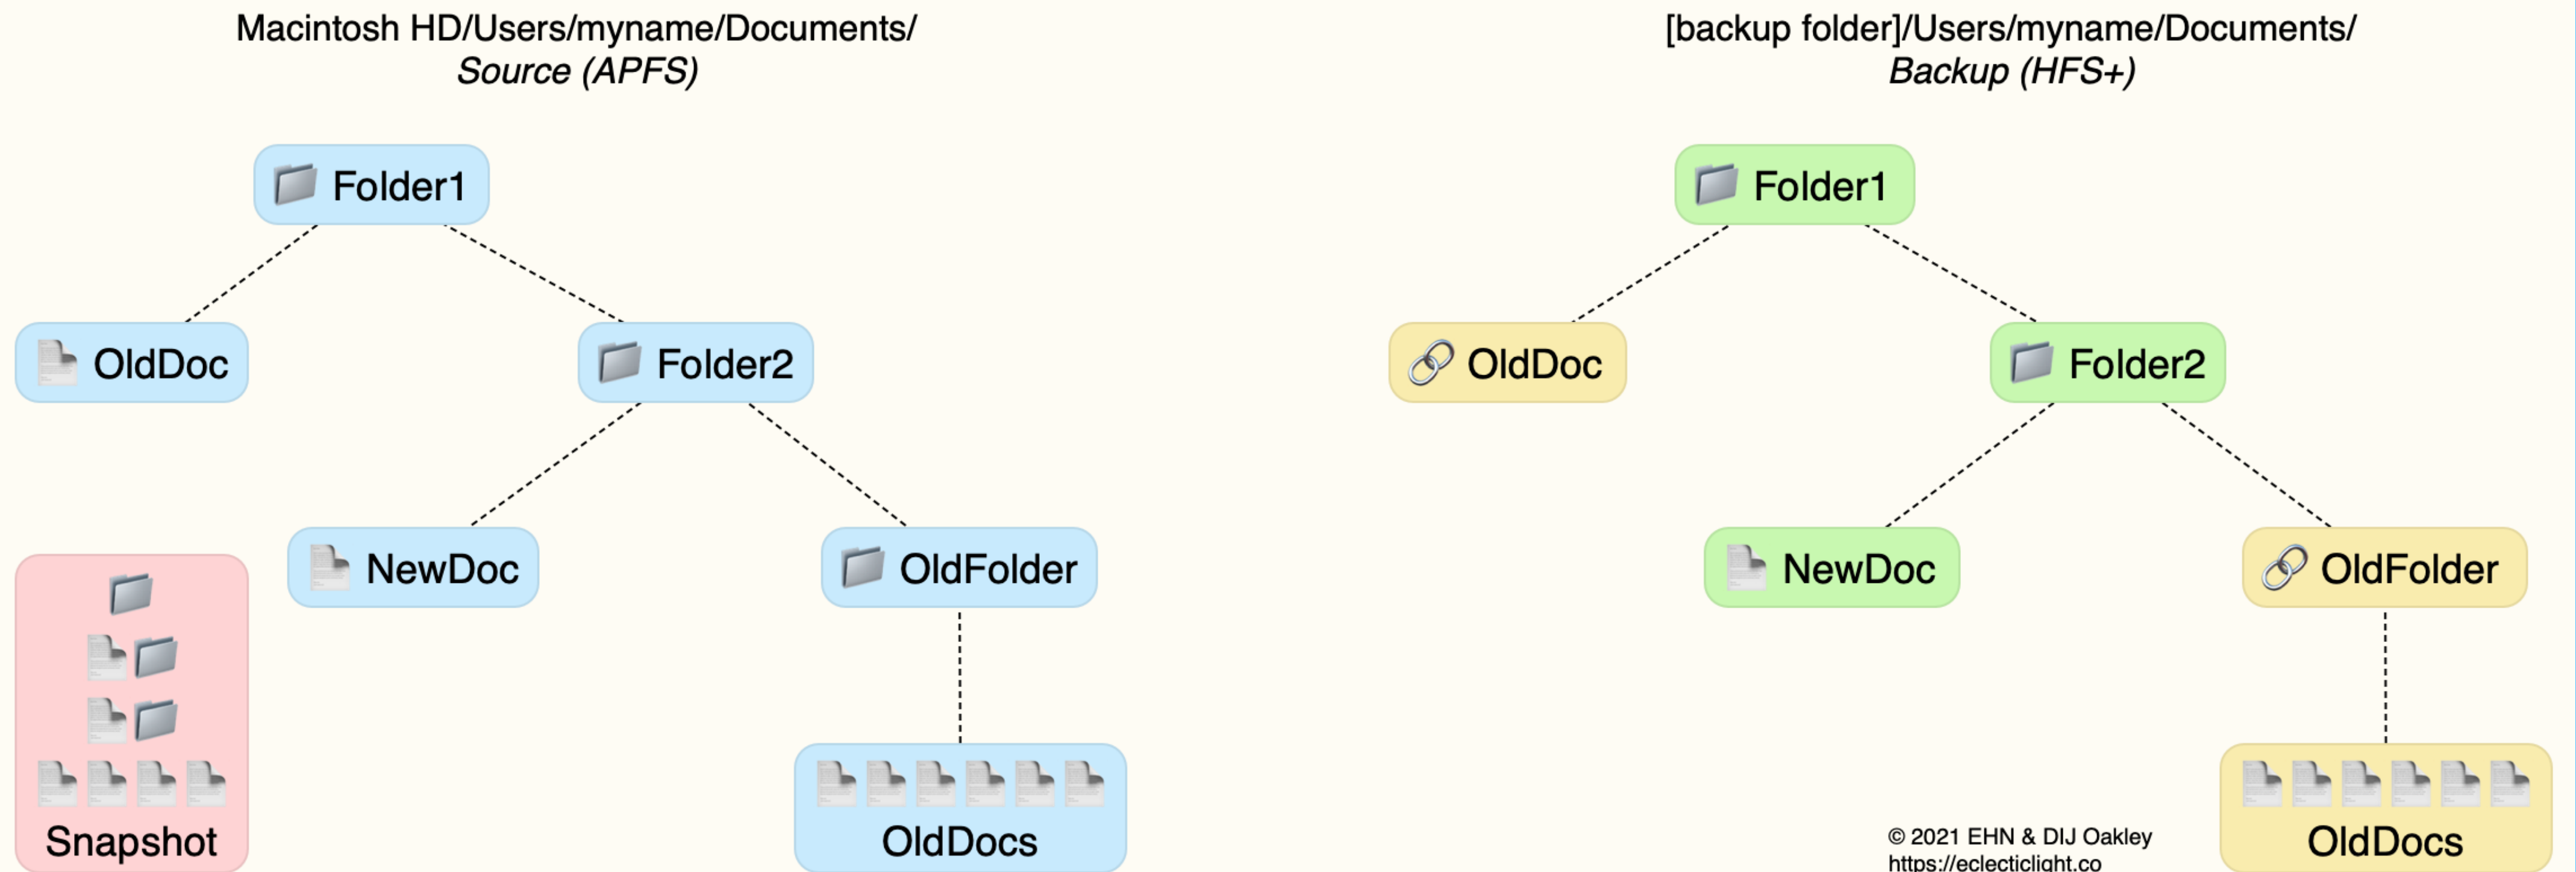 Macintosh HD/Users/myname/Documents/
Source (APFS)
[backup folder]/Users/myname/Documents/
Backup (HFS+)
Folder1
Folder1
OldDoc
Folder2
OldDoc
Folder2
NewDoc
OldFolder
NewDoc
OldFolder
Snapshot
OldDocs
© 2021 EHN & DIJ Oakley
https://eclecticlight.co
OldDocs